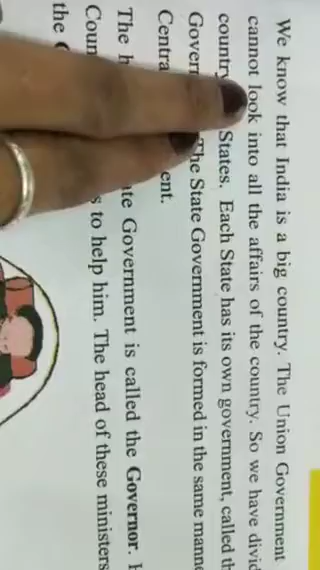 We know that India is a big country. The Union Government
cannot look into all the affairs of the country. So we have divid
country States. Each State has its own government, called th
Govern The State Government is formed in the same manne
Centra ent.
The h ate Government is called the Governor. H
Coun s to help him. The head of these ministers
the